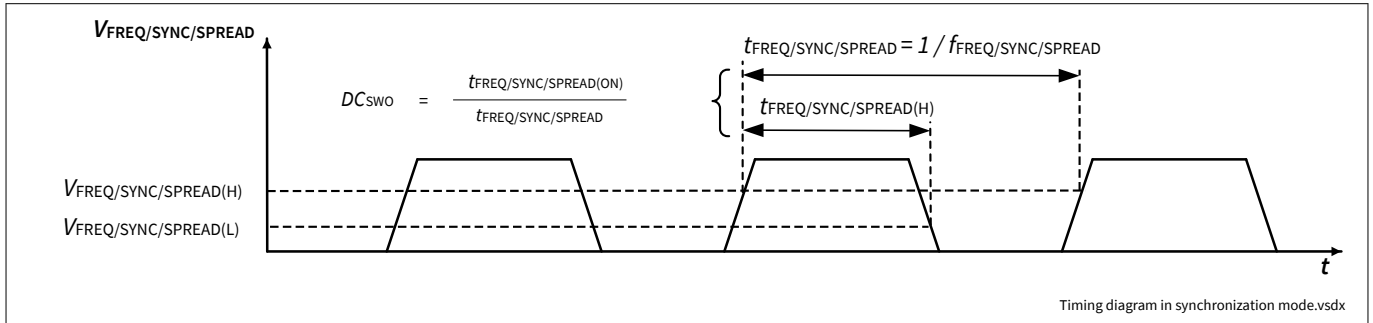 VFREQ/SYNC/SPREAD
tFREQ/SYNC/SPREAD = 1 / fFREQ/SYNC/SPREAD
DCSWO = tFREQ/SYNC/SPREAD(ON)
tFREQ/SYNC/SPREAD
tFREQ/SYNC/SPREAD(H)
VFREQ/SYNC/SPREAD(H)
VFREQ/SYNC/SPREAD(L)
t
Timing diagram in synchronization mode.vsdx